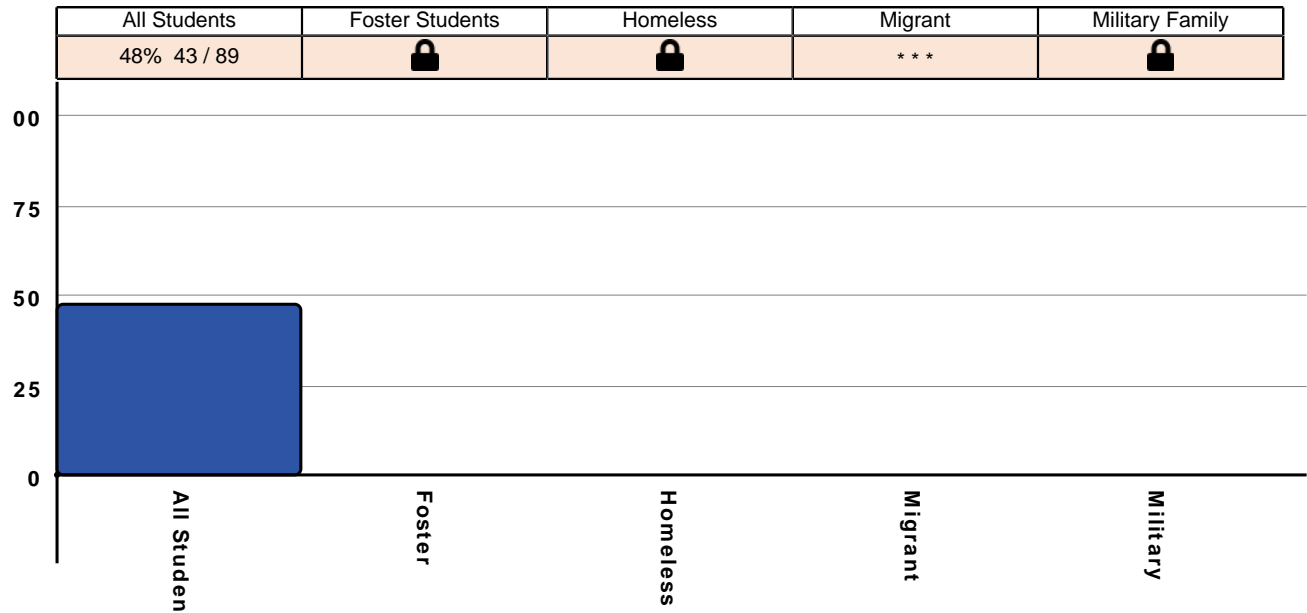 All Students Foster Students Homeless Migrant Military Family
48% 43 / 89 * * *
00
75
50
25
0
All Studen
Foster
Homeless
Migrant
Military